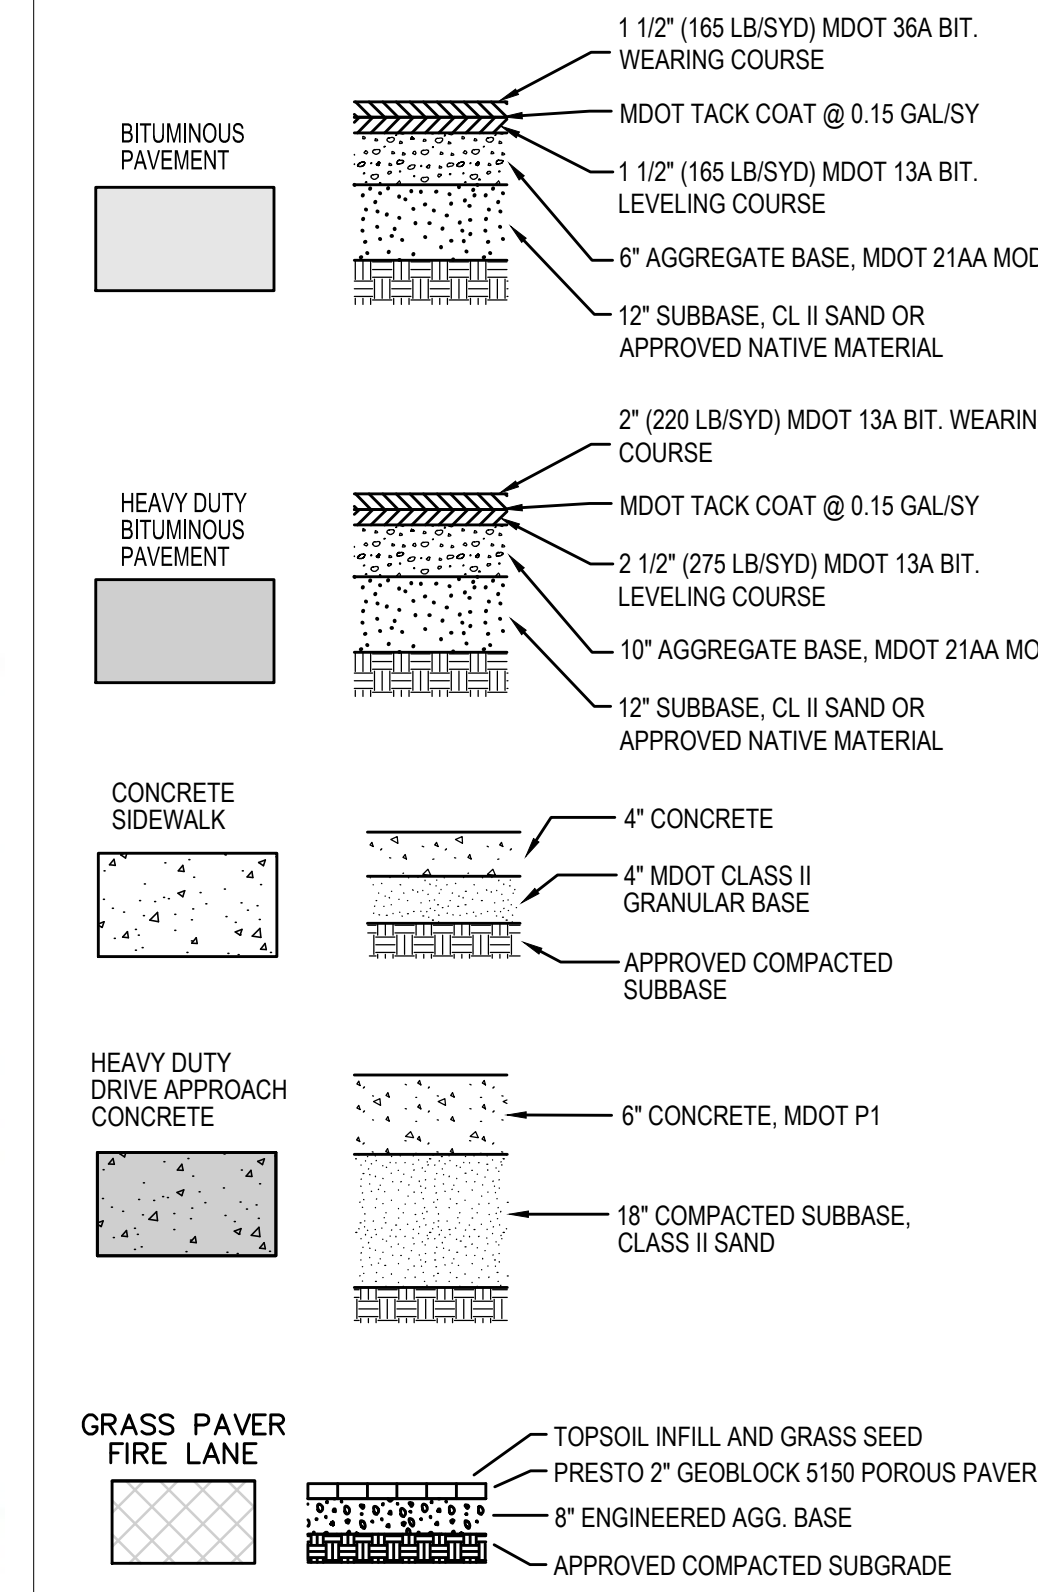 BITUMINOUS
PAVEMENT
1 1/2" (165 LB/SYD) MDOT 36A BIT.
WEARING COURSE
MDOT TACK COAT @ 0.15 GAL/SY
1 1/2" (165 LB/SYD) MDOT 13A BIT.
LEVELING COURSE
6" AGGREGATE BASE, MDOT 21AA MOD
12" SUBBASE, CL II SAND OR
APPROVED NATIVE MATERIAL
HEAVY DUTY
BITUMINOUS
PAVEMENT
2" (220 LB/SYD) MDOT 13A BIT. WEARIN
COURSE
MDOT TACK COAT @ 0.15 GAL/SY
2 1/2" (275 LB/SYD) MDOT 13A BIT.
LEVELING COURSE
10" AGGREGATE BASE, MDOT 21AA MO
12" SUBBASE, CL II SAND OR
APPROVED NATIVE MATERIAL
CONCRETE
SIDEWALK
4" CONCRETE
4" MDOT CLASS II
GRANULAR BASE
APPROVED COMPACTED
SUBBASE
HEAVY DUTY
DRIVE APPROACH
CONCRETE
6" CONCRETE, MDOT P1
18" COMPACTED SUBBASE,
CLASS II SAND
GRASS PAVER
FIRE LANE
TOPSOIL INFILL AND GRASS SEED
PRESTO 2" GEOBLOCK 5150 POROUS PAVER
8" ENGINEERED AGG. BASE
APPROVED COMPACTED SUBGRADE